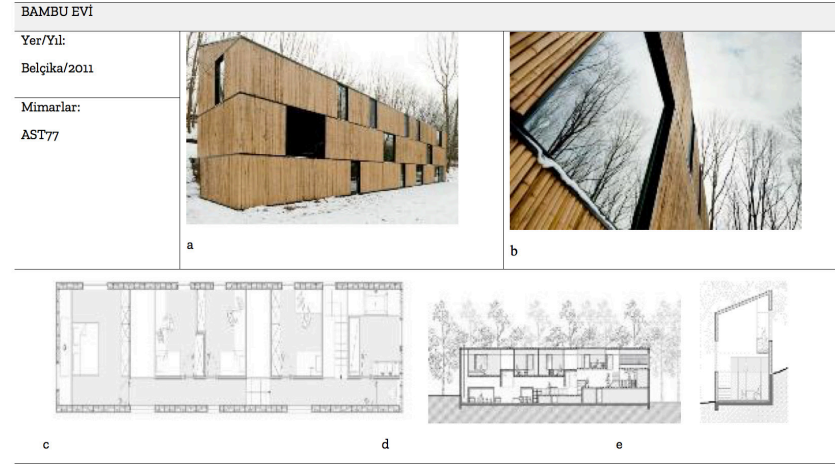 BAMBU EVİ
Yer/Yıl:
Belçika/2011
Mimarlar:
AST77
a
b
c
d
e